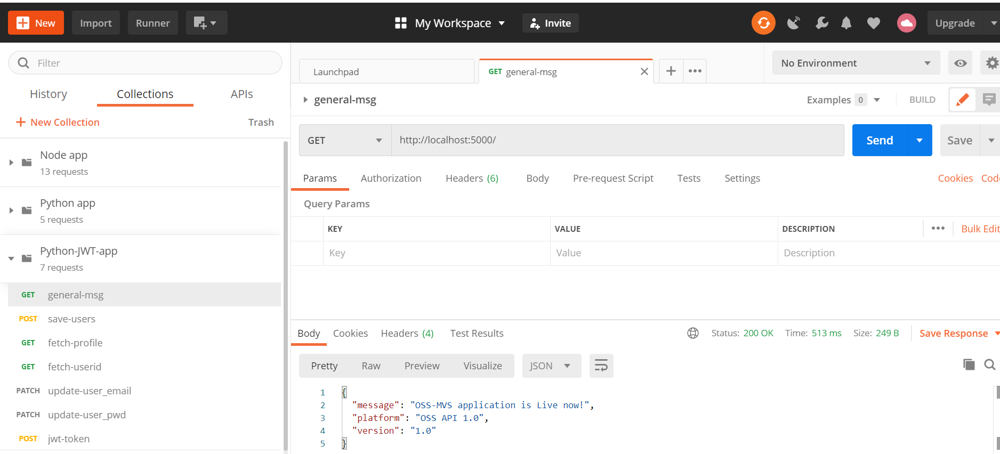 New Import Runner My Workspace Invite Upgrade
Filter
History Collections APIs
New Collection Trash
Node app
13 requests
Python app
5 requests
Python-JWT-app
7 requests
GET general-msg
POST save-users
GET fetch-profile
GET fetch-userid
PATCH update-user_email
PATCH update-user_pwd
POST jwt-token
Launchpad GET general-msg No Environment
general-msg Examples 0 BUILD
GET http://localhost:5000/ Send Save
Params Authorization Headers (6) Body Pre-request Script Tests Settings Cookies Cod
Query Params
KEY VALUE DESCRIPTION Bulk Edit
Key Value Description
Body Cookies Headers (4) Test Results Status: 200 OK Time: 513 ms Size: 249 B Save Response
Pretty Raw Preview Visualize JSON
1 {
2 "message": "OSS-MVS application is Live now!",
3 "platform": "OSS API 1.0",
4 "version": "1.0"
5 }